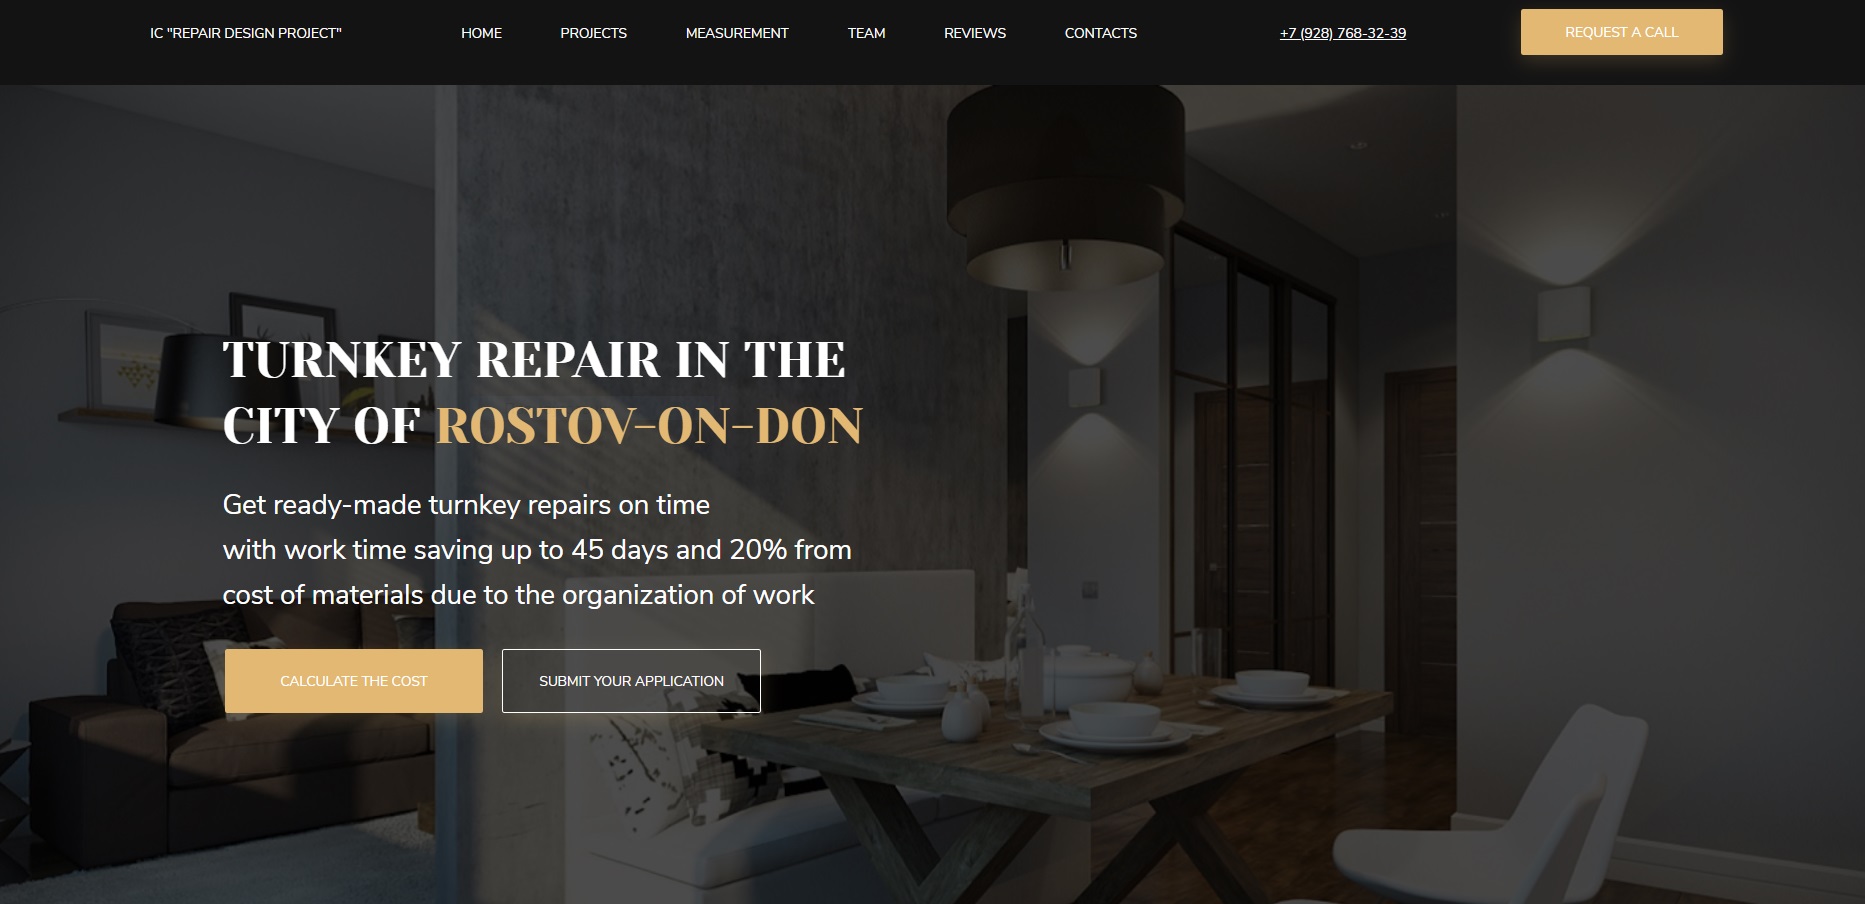 IC "REPAIR DESIGN PROJECT"
HOME
PROJECTS
MEASUREMENT
TEAM
REVIEWS
CONTACTS
+7 (928) 768-32-39
REQUEST A CALL
TURNKEY REPAIR IN THE
CITY OF ROSTOV-ON-DON
Get ready-made turnkey repairs on time
with work time saving up to 45 days and 20% from
cost of materials due to the organization of work
CALCULATE THE COST
SUBMIT YOUR APPLICATION